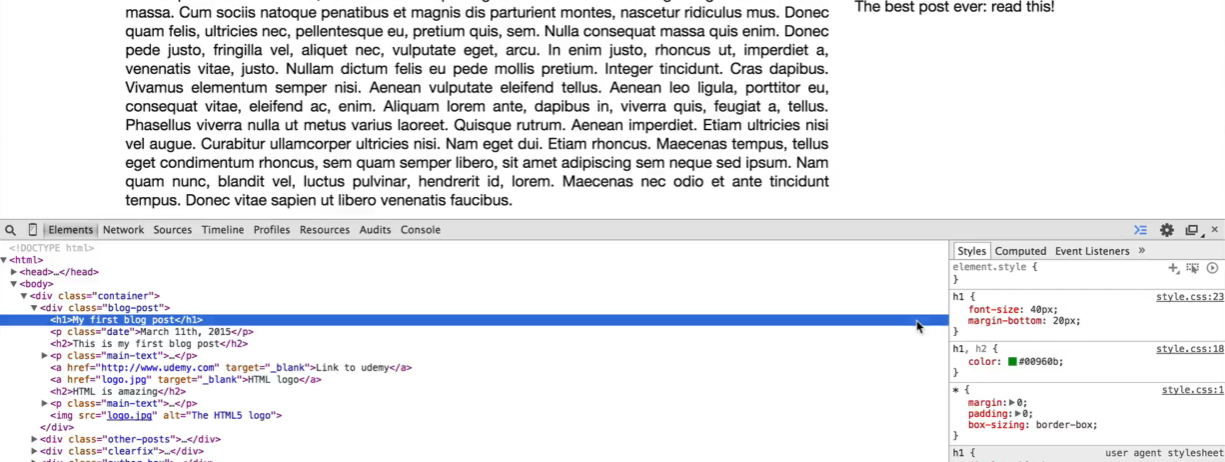 massa. Cum sociis natoque penatibus et magnis dis parturient montes, nascetur ridiculus mus. Donec
quam felis, ultricies nec, pellentesque eu, pretium quis, sem. Nulla consequat massa quis enim. Donec
pede justo, fringilla vel, aliquet nec, vulputate eget, arcu. In enim justo, rhoncus ut, imperdiet a,
venenatis vitae, justo. Nullam dictum felis eu pede mollis pretium. Integer tincidunt. Cras dapibus.
Vivamus elementum semper nisi. Aenean vulputate eleifend tellus. Aenean leo ligula, porttitor eu,
consequat vitae, eleifend ac, enim. Aliquam lorem ante, dapibus in, viverra quis, feugiat a, tellus.
Phasellus viverra nulla ut metus varius laoreet. Quisque rutrum. Aenean imperdiet. Etiam ultricies nisi
vel augue. Curabitur ullamcorper ultricies nisi. Nam eget dui. Etiam rhoncus. Maecenas tempus, tellus
eget condimentum rhoncus, sem quam semper libero, sit amet adipiscing sem neque sed ipsum. Nam
quam nunc, blandit vel, luctus pulvinar, hendrerit id, lorem. Maecenas nec odio et ante tincidunt
tempus. Donec vitae sapien ut libero venenatis faucibus.
The best post ever: read this!
Elements Network Sources Timeline Profiles Resources Audits Console
<!DOCTYPE html>
<html>
<head>…</head>
<body>
<div class="container">
<div class="blog-post">
<h1>My first blog post</h1>
<p class="date">March 11th, 2015</p>
<h2>This is my first blog post</h2>
<p class="main-text">…</p>
<a href="http://www.udemy.com" target="_blank">Link to udemy</a>
<a href="logo.jpg" target="_blank">HTML logo</a>
<h2>HTML is amazing</h2>
<p class="main-text">…</p>
<img src="logo.jpg" alt="The HTML5 logo">
</div>
<div class="other-posts">…</div>
<div class="clearfix">…</div>
Styles Computed Event Listeners »
element.style {
}
h1 { style.css:23
font-size: 40px;
margin-bottom: 20px;
}
h1, h2 { style.css:18
color: #00960b;
}
* { style.css:1
margin: 0;
padding: 0;
box-sizing: border-box;
}
h1 { user agent stylesheet